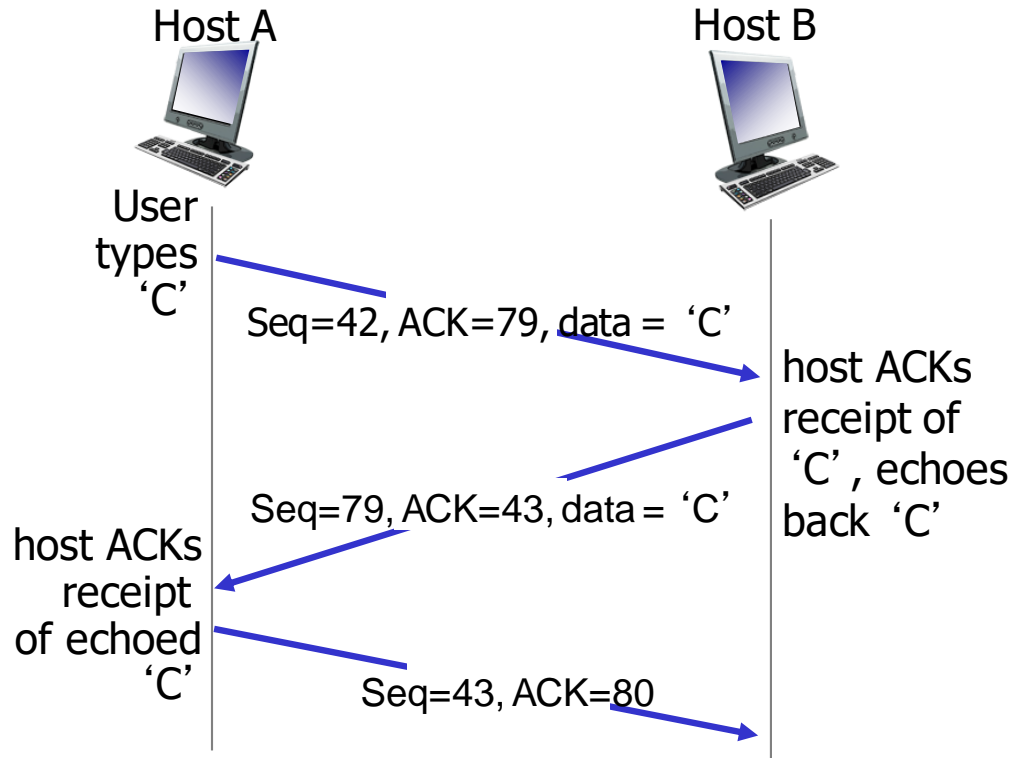 Host A
Host B
User
types
‘C’
Seq=42, ACK=79, data = ‘C’
host ACKs
receipt of
‘C’, echoes
back ‘C’
Seq=79, ACK=43, data = ‘C’
host ACKs
receipt
of echoed
‘C’
Seq=43, ACK=80